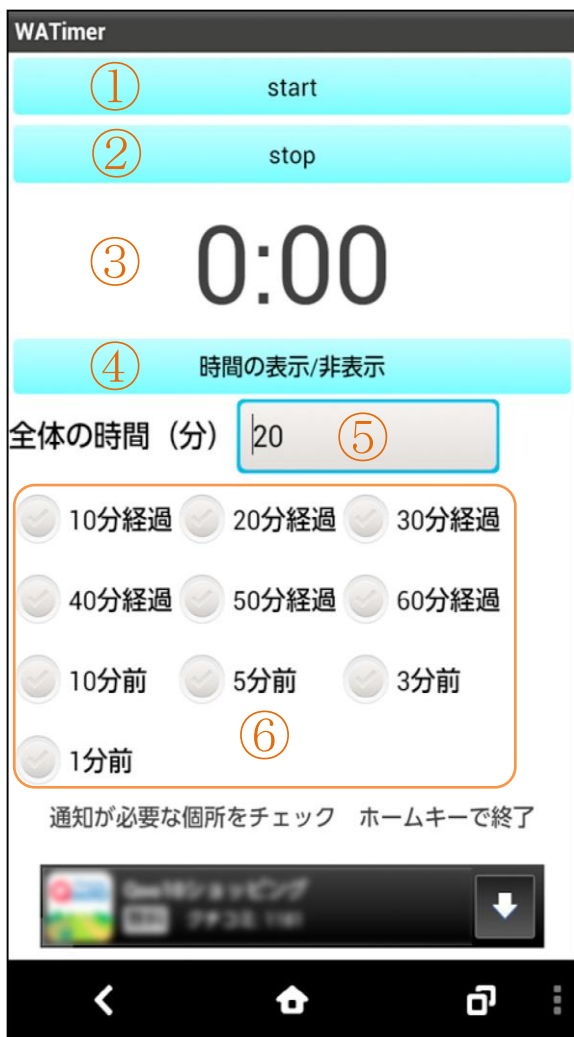 WATimer
① start
② stop
③ 0:00
④ 時間の表示/非表示
全体の時間（分） 20 ⑤
10分経過 20分経過 30分経過
40分経過 50分経過 60分経過
10分前 5分前 3分前
⑥
1分前
通知が必要な個所をチェック　ホームキーで終了